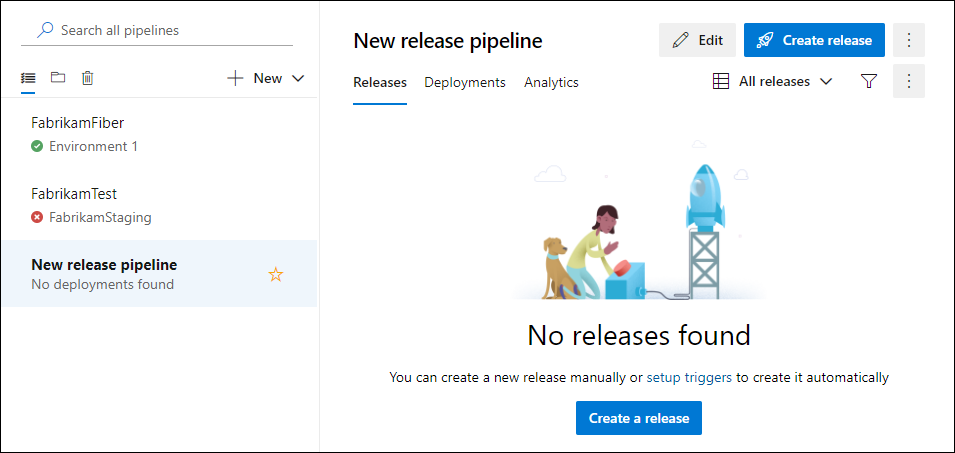 Search all pipelines
New
FabrikamFiber
Environment 1
FabrikamTest
FabrikamStaging
New release pipeline
No deployments found
New release pipeline
Edit
Create release
Releases
Deployments
Analytics
All releases
No releases found
You can create a new release manually or setup triggers to create it automatically
Create a release